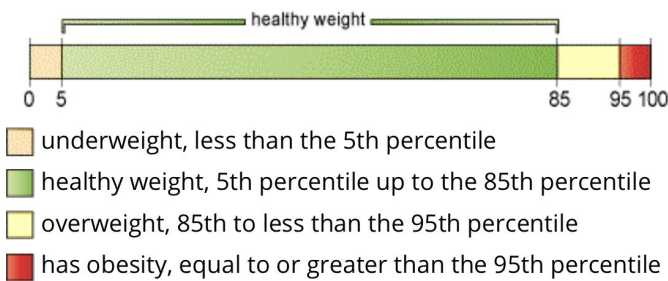 healthy weight
0 5 85 95 100
underweight, less than the 5th percentile
healthy weight, 5th percentile up to the 85th percentile
overweight, 85th to less than the 95th percentile
has obesity, equal to or greater than the 95th percentile